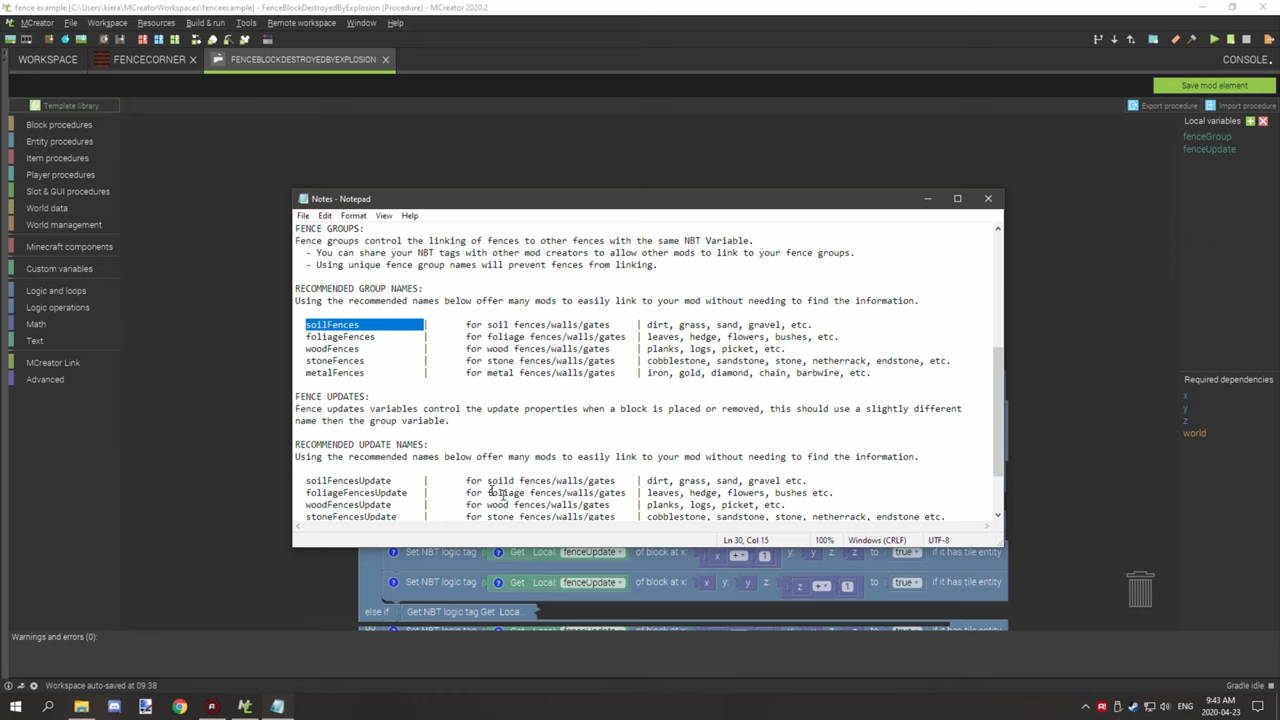 fence example [C:\Users\kiera\MCreatorWorkspaces\fenceexample] - FenceBlockDestroyedByExplosion (Procedure) - MCreator 2020.2
MCreator File Workspace Resources Build & run Tools Remote workspace Window Help
WORKSPACE FENCECORNER FENCEBLOCKDESTROYEDBYEXPLOSION CONSOLE
Save mod element
Template library Export procedure Import procedure
Block procedures
Entity procedures
Item procedures
Player procedures
Slot & GUI procedures
World data
World management
Minecraft components
Custom variables
Logic and loops
Logic operations
Math
Text
MCreator Link
Advanced
Local variables
fenceGroup
fenceUpdate
Required dependencies
x
y
z
world
Notes - Notepad
File Edit Format View Help
FENCE GROUPS:
Fence groups control the linking of fences to other fences with the same NBT Variable.
- You can share your NBT tags with other mod creators to allow other mods to link to your fence groups.
- Using unique fence group names will prevent fences from linking.
RECOMMENDED GROUP NAMES:
Using the recommended names below offer many mods to easily link to your mod without needing to find the information.
soilFences | for soil fences/walls/gates | dirt, grass, sand, gravel, etc.
foliageFences | for foliage fences/walls/gates | leaves, hedge, flowers, bushes, etc.
woodFences | for wood fences/walls/gates | planks, logs, picket, etc.
stoneFences | for stone fences/walls/gates | cobblestone, sandstone, stone, netherrack, endstone, etc.
metalFences | for metal fences/walls/gates | iron, gold, diamond, chain, barbwire, etc.
FENCE UPDATES:
Fence updates variables control the update properties when a block is placed or removed, this should use a slightly different
name then the group variable.
RECOMMENDED UPDATE NAMES:
Using the recommended names below offer many mods to easily link to your mod without needing to find the information.
soilFencesUpdate | for soild fences/walls/gates | dirt, grass, sand, gravel etc.
foliageFencesUpdate | for foliage fences/walls/gates | leaves, hedge, flowers, bushes etc.
woodFencesUpdate | for wood fences/walls/gates | planks, logs, picket, etc.
stoneFencesUpdate | for stone fences/walls/gates | cobblestone, sandstone, stone, netherrack, endstone etc.
Ln 30, Col 15 100% Windows (CRLF) UTF-8
Set NBT logic tag Get Local: fenceUpdate of block at x: x + 1 y: y z: z to true if it has tile entity
Set NBT logic tag Get Local: fenceUpdate of block at x: x y: y z: z + 1 to true if it has tile entity
else if Get NBT logic tag Get Loca...
Warnings and errors (0):
Workspace auto-saved at 09:38 Gradle idle
ENG 9:43 AM
2020-04-23